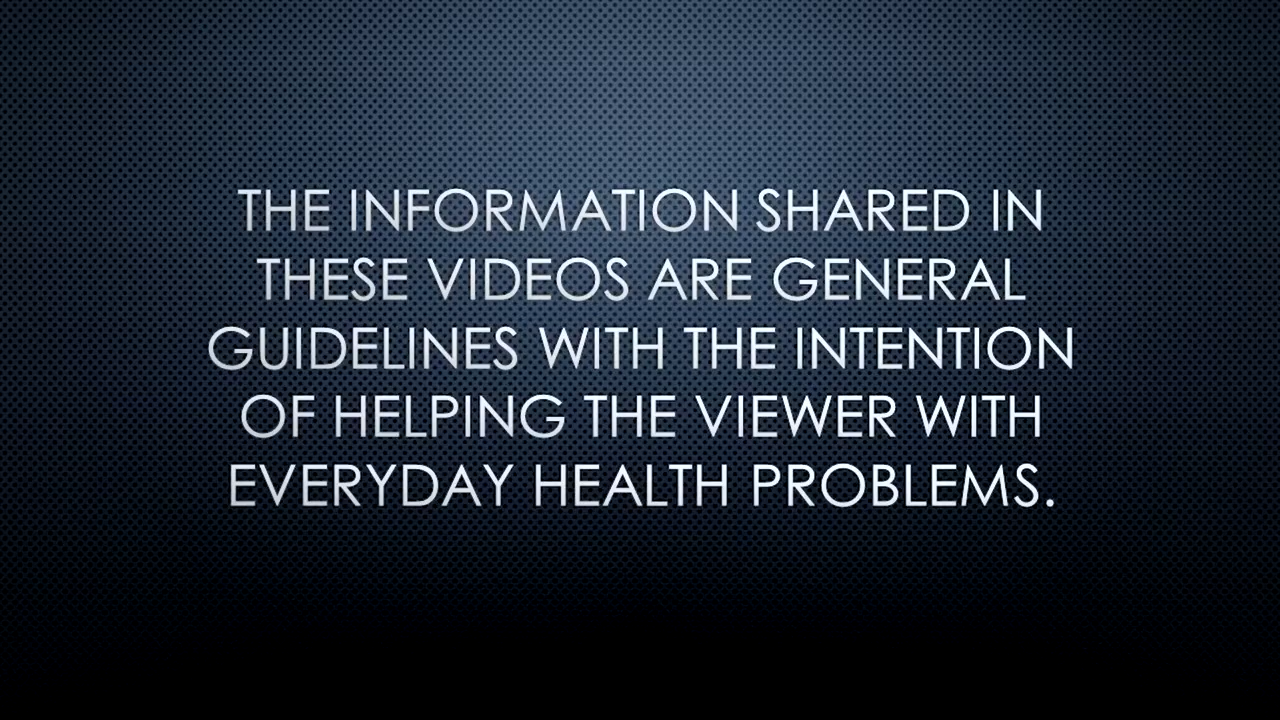 THE INFORMATION SHARED IN
THESE VIDEOS ARE GENERAL
GUIDELINES WITH THE INTENTION
OF HELPING THE VIEWER WITH
EVERYDAY HEALTH PROBLEMS.